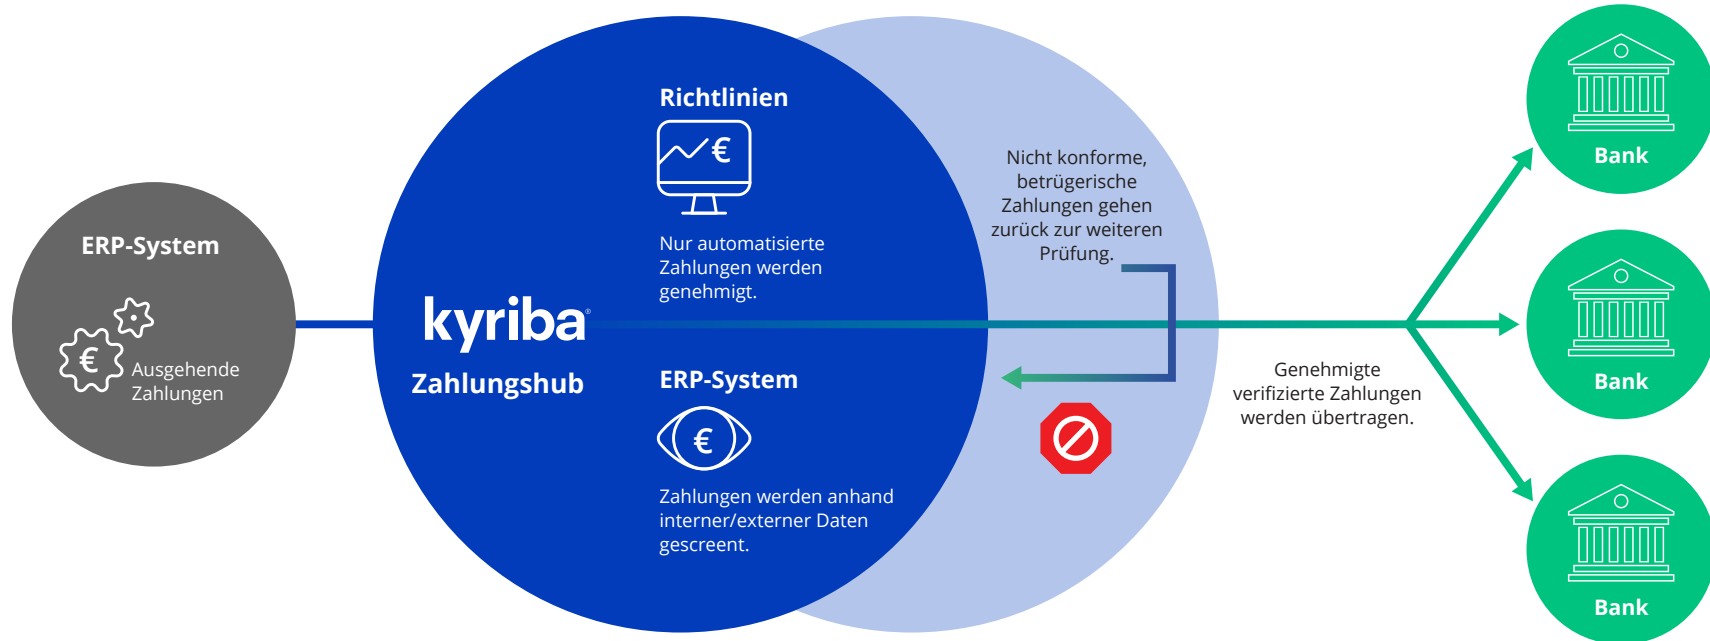 ERP-System
€
Ausgehende
Zahlungen
kyriba®
Zahlungshub
Richtlinien
€
Nur automatisierte
Zahlungen werden
genehmigt.
ERP-System
€
Zahlungen werden anhand
interner/externer Daten
gescreent.
Nicht konforme,
betrügerische
Zahlungen gehen
zurück zur weiteren
Prüfung.
Genehmigte
verifizierte Zahlungen
werden übertragen.
Bank
Bank
Bank